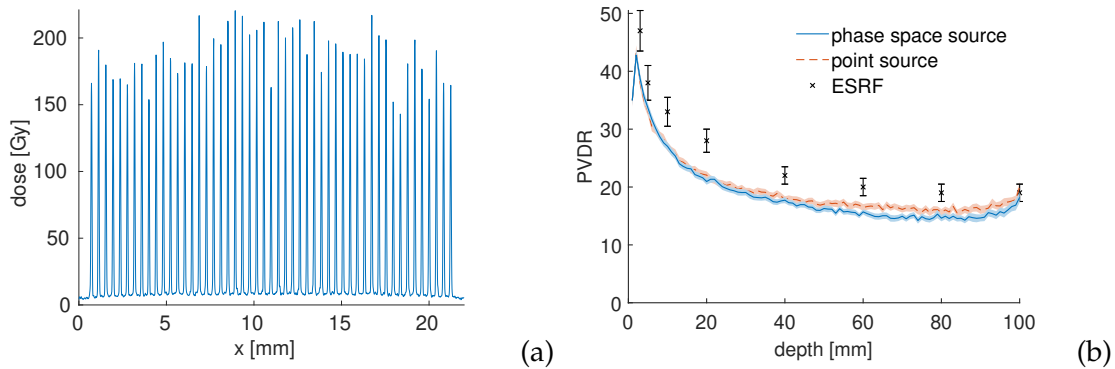 200
150
100
50
0
dose [Gy]
0 5 10 15 20
x [mm]
(a)
50
40
30
20
10
0
PVDR
phase space source
point source
ESRF
0 20 40 60 80 100
depth [mm]
(b)